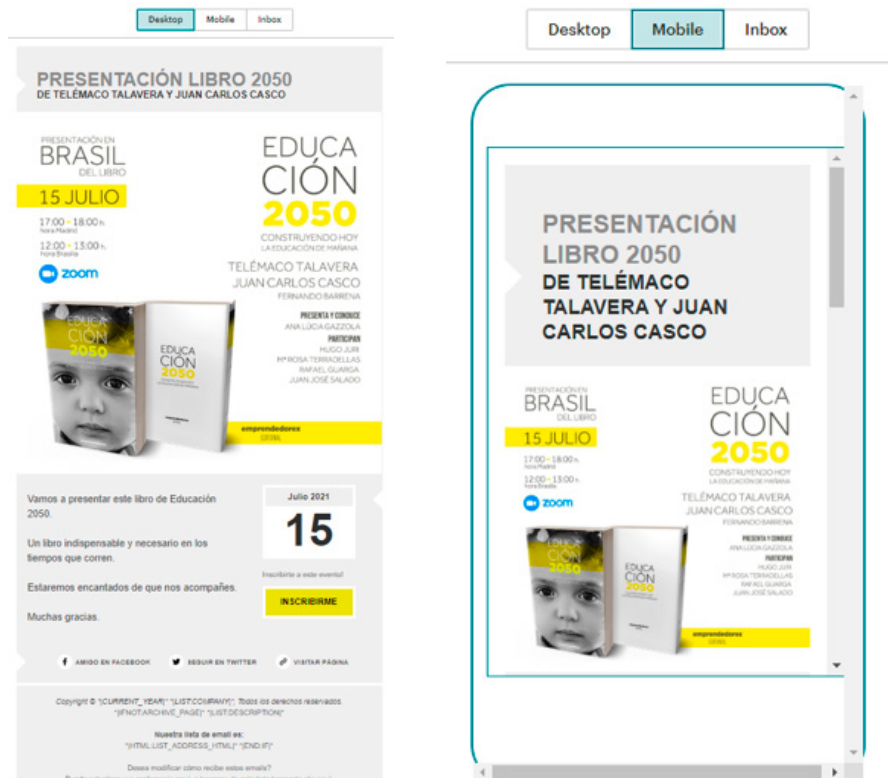 Desktop Mobile Inbox
PRESENTACIÓN LIBRO 2050
DE TELÉMACO TALAVERA Y JUAN CARLOS CASCO
PRESENTACIÓN EN
BRASIL
DEL LIBRO
15 JULIO
17:00 - 18:00 h.
hora Madrid
12:00 - 13:00 h.
hora Brasilia
zoom
EDUCA
CIÓN
2050
CONSTRUYENDO HOY
LA EDUCACIÓN DE MAÑANA
TELÉMACO TALAVERA
JUAN CARLOS CASCO
FERNANDO BARRENA
PRESENTA Y CONDUCE
ANA LÚCIA GAZZOLA
PARTICIPAN
HUGO JURI
Mª ROSA TERRADELLAS
RAFAEL GUARGA
JUAN JOSÉ SALADO
EDUCA
CIÓN
2050
EDUCA
CIÓN
2050
emprendedorex
EDITORIAL
Vamos a presentar este libro de Educación
2050.
Un libro indispensable y necesario en los
tiempos que corren.
Estaremos encantados de que nos acompañes.
Muchas gracias.
Julio 2021
15
Inscribirte a este evento!
INSCRIBIRME
AMIGO EN FACEBOOK SEGUIR EN TWITTER VISITAR PÁGINA
Copyright © *|CURRENT_YEAR|* *|LIST:COMPANY|*, Todos los derechos reservados.
*|IFNOT:ARCHIVE_PAGE|* *|LIST:DESCRIPTION|*
Nuestra lista de email es:
*|HTML:LIST_ADDRESS_HTML|* *|END:IF|*
Desea modificar cómo recibe estos emails?
Desktop Mobile Inbox
PRESENTACIÓN
LIBRO 2050
DE TELÉMACO
TALAVERA Y JUAN
CARLOS CASCO
PRESENTACIÓN EN
BRASIL
DEL LIBRO
15 JULIO
17:00 - 18:00 h.
hora Madrid
12:00 - 13:00 h.
hora Brasilia
zoom
EDUCA
CIÓN
2050
CONSTRUYENDO HOY
LA EDUCACIÓN DE MAÑANA
TELÉMACO TALAVERA
JUAN CARLOS CASCO
FERNANDO BARRENA
PRESENTA Y CONDUCE
ANA LÚCIA GAZZOLA
PARTICIPAN
HUGO JURI
Mª ROSA TERRADELLAS
RAFAEL GUARGA
JUAN JOSÉ SALADO
EDUCA
CIÓN
2050
EDUCA
CIÓN
2050
emprendedorex
EDITORIAL